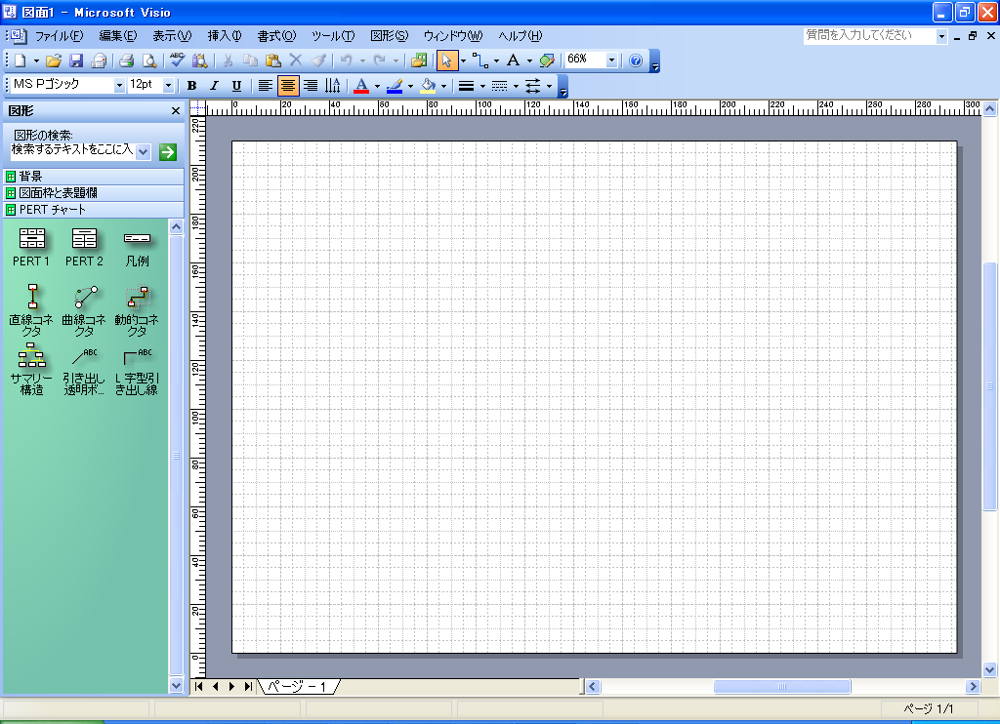 図面1 - Microsoft Visio
ファイル(F) 編集(E) 表示(V) 挿入(I) 書式(O) ツール(T) 図形(S) ウィンドウ(W) ヘルプ(H) 質問を入力してください
ABC A 66%
MS Pゴシック 12pt B I U A
図形
図形の検索:
検索するテキストをここに入
背景
図面枠と表題欄
PERT チャート
PERT 1 PERT 2 凡例
直線コネ
クタ
曲線コネ
クタ
動的コネ
クタ
ABC ABC
サマリー
構造
引き出し
透明ボ...
L 字型引
き出し線
0 20 40 60 80 100 120 140 160 180 200 220 240 260 280 300
220
200
180
160
140
120
100
80
60
40
20
0
ページ - 1
ページ 1/1